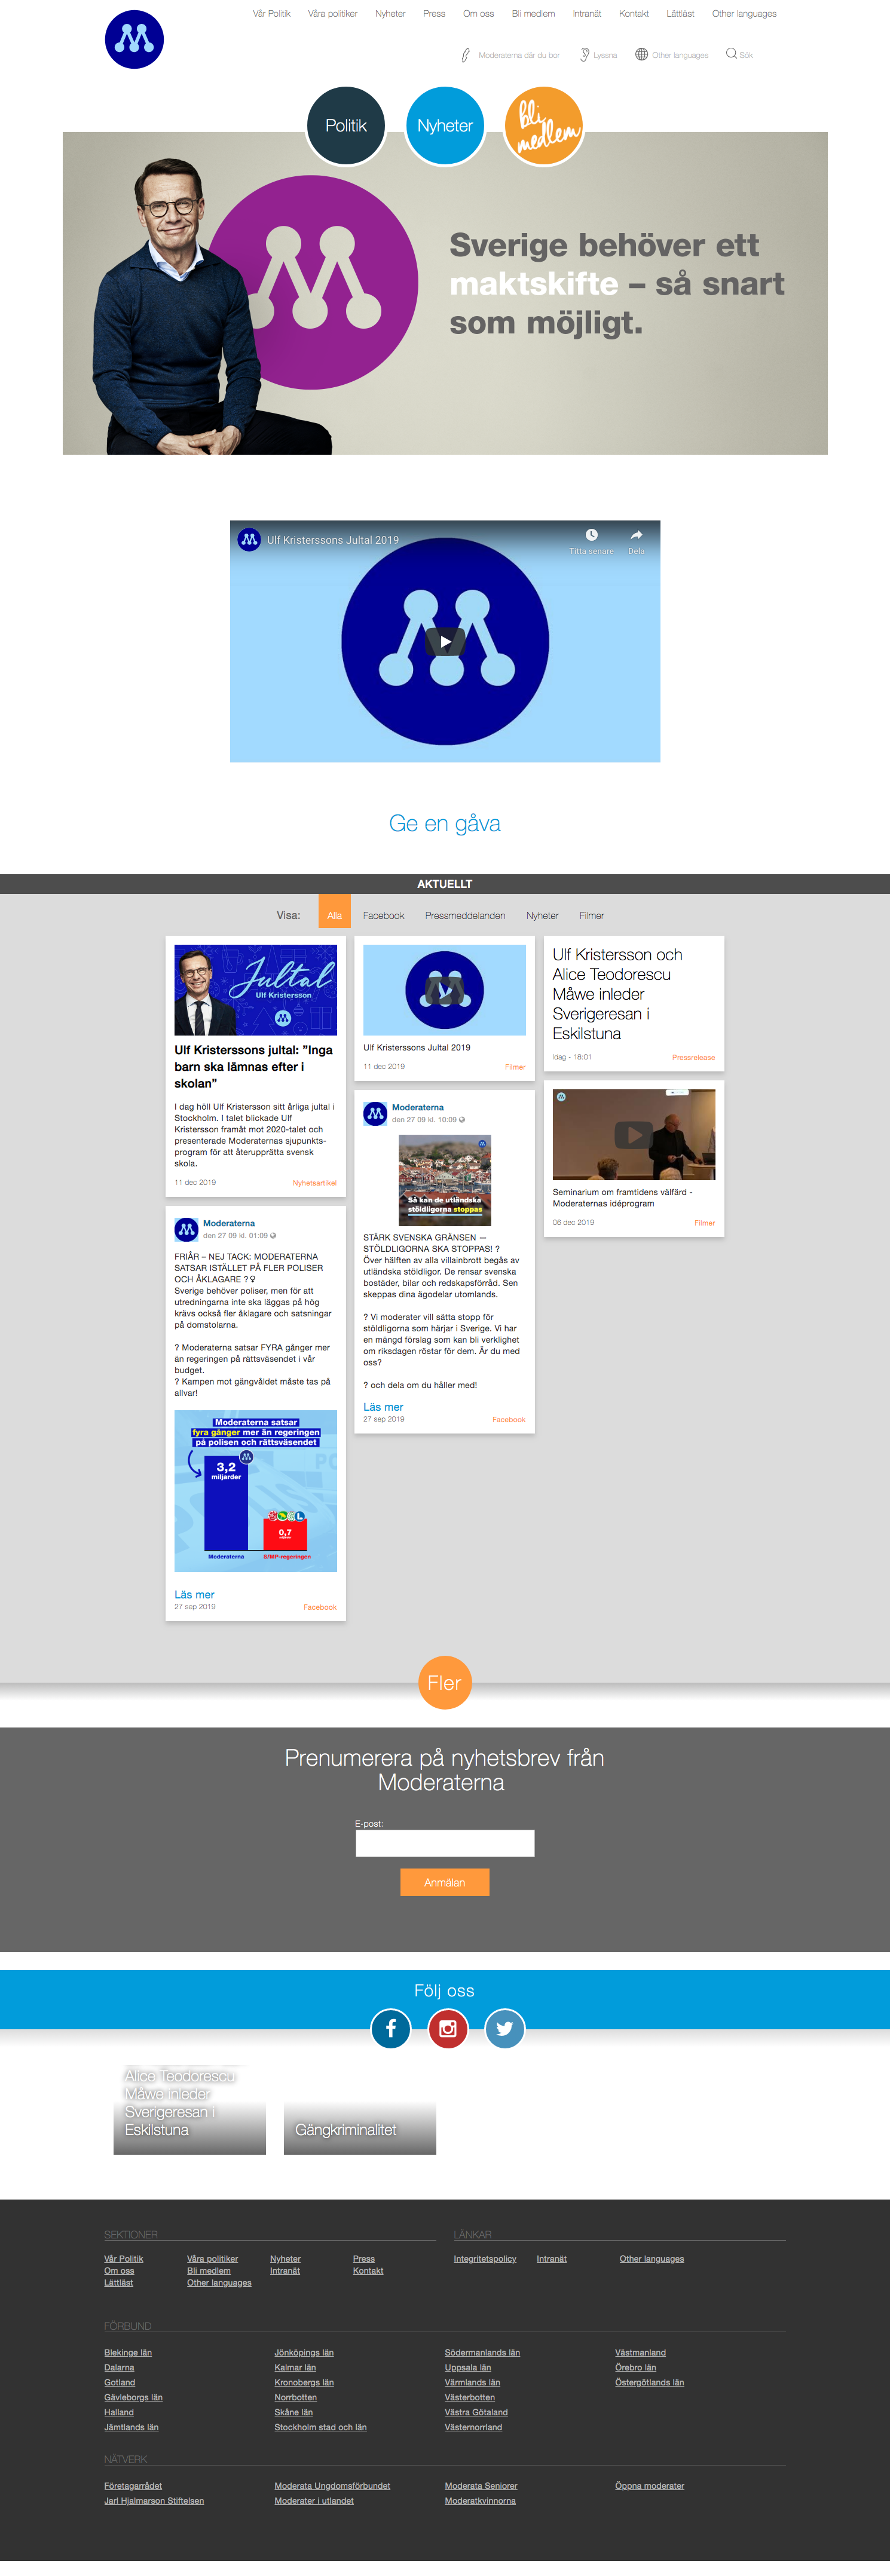 Vår Politik Våra politiker Nyheter Press Om oss Bli medlem Intranät Kontakt Lättläst Other languages
Moderaterna där du bor Lyssna Other languages Sök
Politik
Nyheter
bli
medlem
Sverige behöver ett
maktskifte – så snart
som möjligt.
Ulf Kristerssons Jultal 2019
Titta senare Dela
Ge en gåva
AKTUELLT
Visa: Alla Facebook Pressmeddelanden Nyheter Filmer
Jultal
Ulf Kristersson
Ulf Kristerssons jultal: ”Inga
barn ska lämnas efter i
skolan”
I dag höll Ulf Kristersson sitt årliga jultal i
Stockholm. I talet blickade Ulf
Kristersson framåt mot 2020-talet och
presenterade Moderaternas sjupunkts-
program för att återupprätta svensk
skola.
11 dec 2019 Nyhetsartikel
Moderaterna
den 27 09 kl. 01:09
FRIÅR – NEJ TACK: MODERATERNA
SATSAR ISTÄLLET PÅ FLER POLISER
OCH ÅKLAGARE ?‍♀
Sverige behöver poliser, men för att
utredningarna inte ska läggas på hög
krävs också fler åklagare och satsningar
på domstolarna.
? Moderaterna satsar FYRA gånger mer
än regeringen på rättsväsendet i vår
budget.
? Kampen mot gängvåldet måste tas på
allvar!
Moderaterna satsar
fyra gånger mer än regeringen
på polisen och rättsväsendet
3,2
miljarder
0,7
Moderaterna S/MP-regeringen
Läs mer
27 sep 2019 Facebook
Ulf Kristerssons Jultal 2019
11 dec 2019 Filmer
Moderaterna
den 27 09 kl. 10:09
Så kan de utländska
stöldligorna stoppas
STÄRK SVENSKA GRÄNSEN —
STÖLDLIGORNA SKA STOPPAS! ?
Över hälften av alla villainbrott begås av
utländska stöldligor. De rensar svenska
bostäder, bilar och redskapsförråd. Sen
skeppas dina ägodelar utomlands.
? Vi moderater vill sätta stopp för
stöldligorna som härjar i Sverige. Vi har
en mängd förslag som kan bli verklighet
om riksdagen röstar för dem. Är du med
oss?
? och dela om du håller med!
Läs mer
27 sep 2019 Facebook
Ulf Kristersson och
Alice Teodorescu
Måwe inleder
Sverigeresan i
Eskilstuna
Idag - 18:01 Pressrelease
Seminarium om framtidens välfärd -
Moderaternas idéprogram
06 dec 2019 Filmer
Fler
Prenumerera på nyhetsbrev från
Moderaterna
E-post:
Anmälan
Följ oss
Alice Teodorescu
Måwe inleder
Sverigeresan i
Eskilstuna
Gängkriminalitet
SEKTIONER
Vår Politik Våra politiker Nyheter Press
Om oss Bli medlem Intranät Kontakt
Lättläst Other languages
LÄNKAR
Integritetspolicy Intranät Other languages
FÖRBUND
Blekinge län Jönköpings län Södermanlands län Västmanland
Dalarna Kalmar län Uppsala län Örebro län
Gotland Kronobergs län Värmlands län Östergötlands län
Gävleborgs län Norrbotten Västerbotten
Halland Skåne län Västra Götaland
Jämtlands län Stockholm stad och län Västernorrland
NÄTVERK
Företagarrådet Moderata Ungdomsförbundet Moderata Seniorer Öppna moderater
Jarl Hjalmarson Stiftelsen Moderater i utlandet Moderatkvinnorna